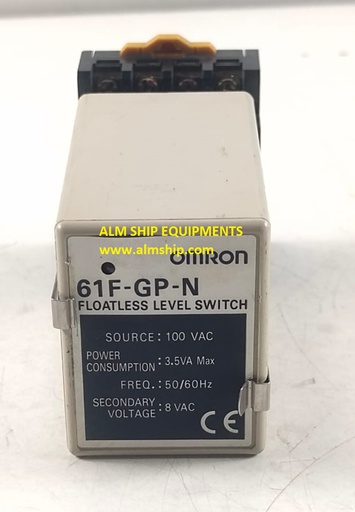 ALM SHIP EQUIPMENTS
www.almship.com
OMRON
61F-GP-N
FLOATLESS LEVEL SWITCH
SOURCE: 100 VAC
POWER CONSUMPTION: 3.5VA Max
FREQ.: 50/60Hz
SECONDARY VOLTAGE: 8 VAC
CE